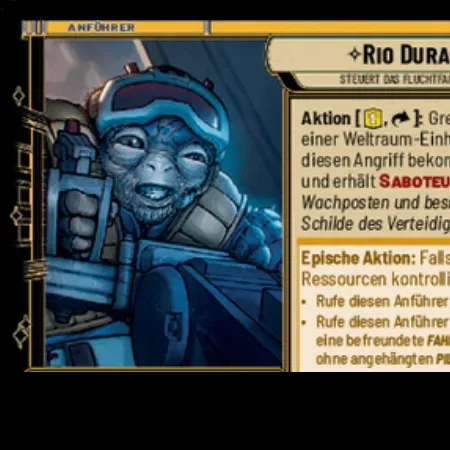 ANFÜHRER
RIO DURA
STEUERT DAS FLUCHTFA
Aktion [1, ]: Gre
einer Weltraum-Einh
diesen Angriff bekom
und erhält SABOTEU
Wachposten und besi
Schilde des Verteidig
Epische Aktion: Falls
Ressourcen kontrolli
• Rufe diesen Anführer
• Rufe diesen Anführer
eine befreundete FAH
ohne angehängten PI